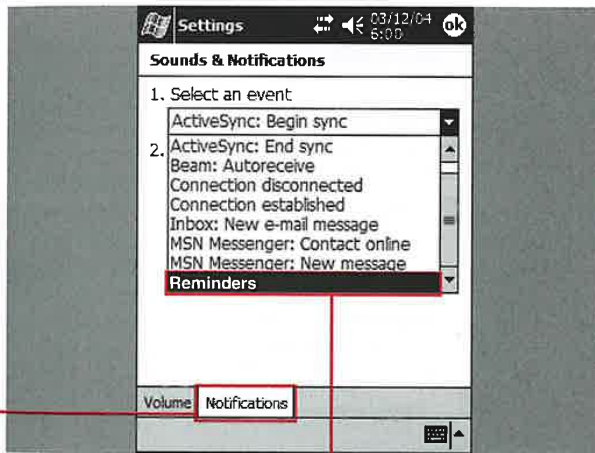 Settings 03/12/04
6:00 ok
Sounds & Notifications
1. Select an event
ActiveSync: Begin sync
2. ActiveSync: End sync
Beam: Autoreceive
Connection disconnected
Connection established
Inbox: New e-mail message
MSN Messenger: Contact online
MSN Messenger: New message
Reminders
Volume Notifications